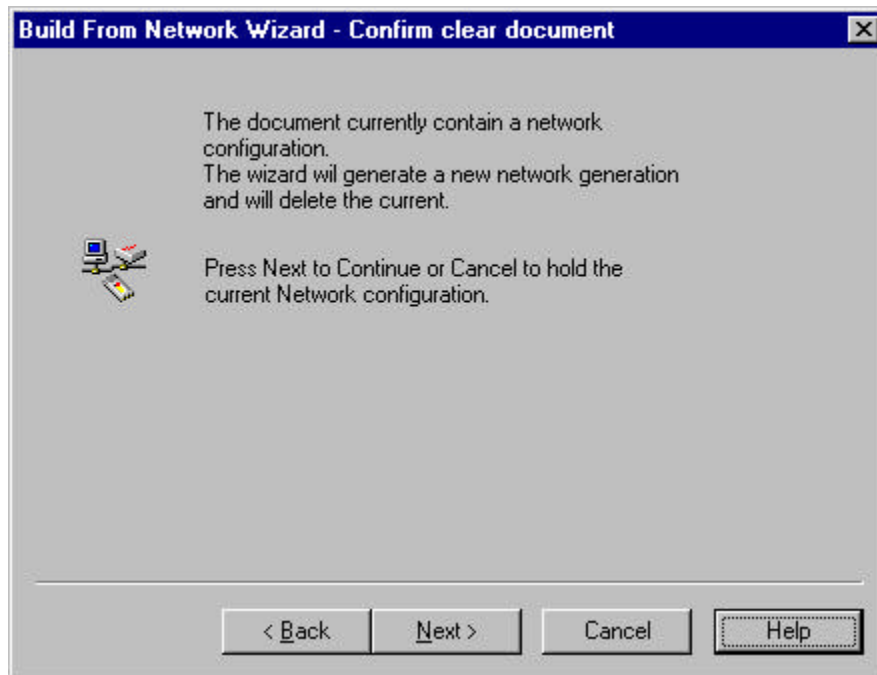 Build From Network Wizard - Confirm clear document
The document currently contain a network
configuration.
The wizard wil generate a new network generation
and will delete the current.
Press Next to Continue or Cancel to hold the
current Network configuration.
< Back
Next >
Cancel
Help